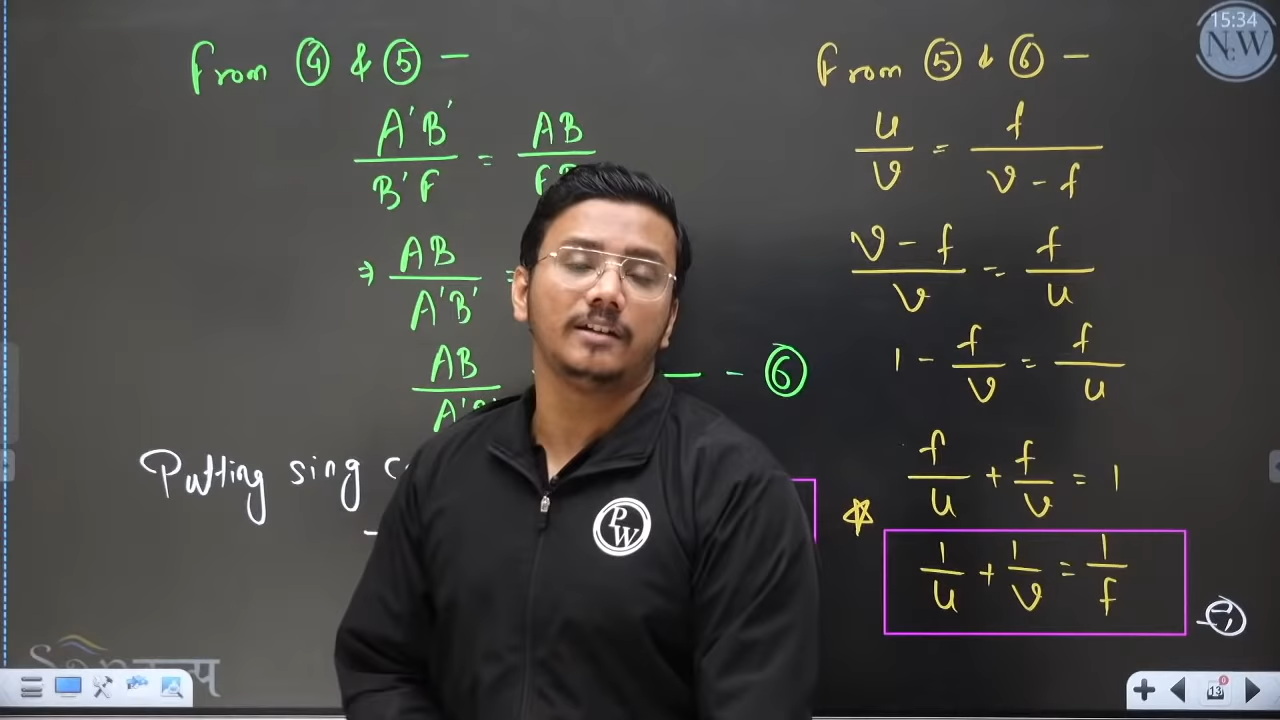 From ④ & ⑤ -
A'B' / B'F = AB
⇒ AB / A'B' =
AB - ⑥
Putting sing
From ⑤ & ⑥ -
u / v = f / v - f
v - f / v = f / u
1 - f / v = f / u
f / u + f / v = 1
1 / u + 1 / v = 1 / f - ⑦
15:34
N.W
PW
13